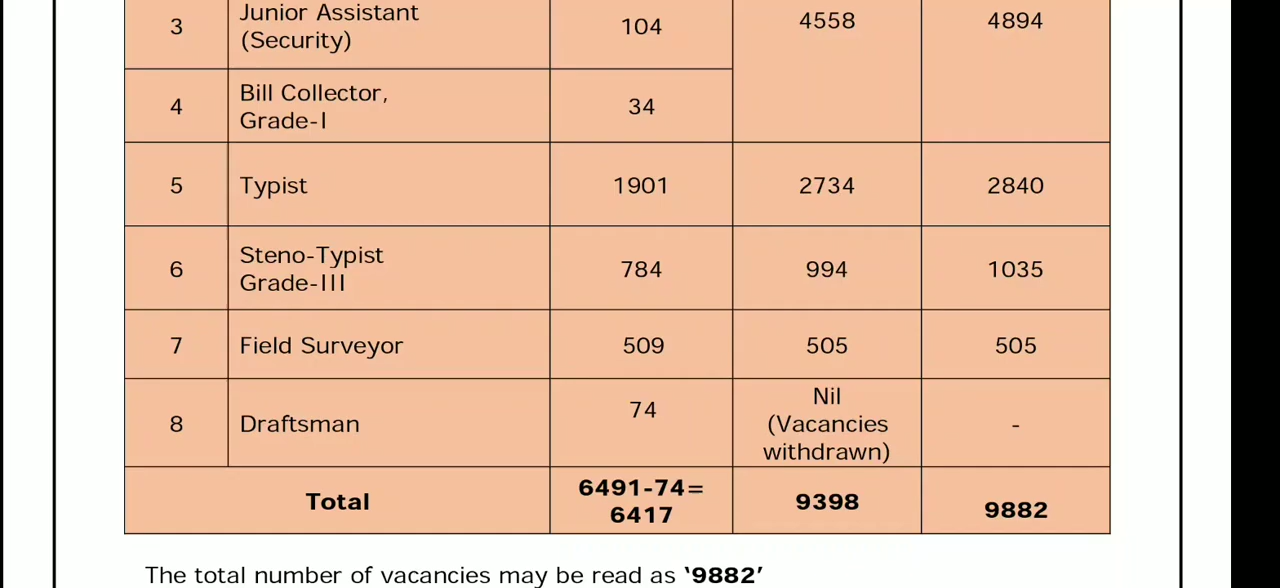 3 Junior Assistant (Security) 104 4558 4894
4 Bill Collector, Grade-I 34
5 Typist 1901 2734 2840
6 Steno-Typist Grade-III 784 994 1035
7 Field Surveyor 509 505 505
8 Draftsman 74 Nil (Vacancies withdrawn) -
Total 6491-74= 6417 9398 9882
The total number of vacancies may be read as ‘9882’